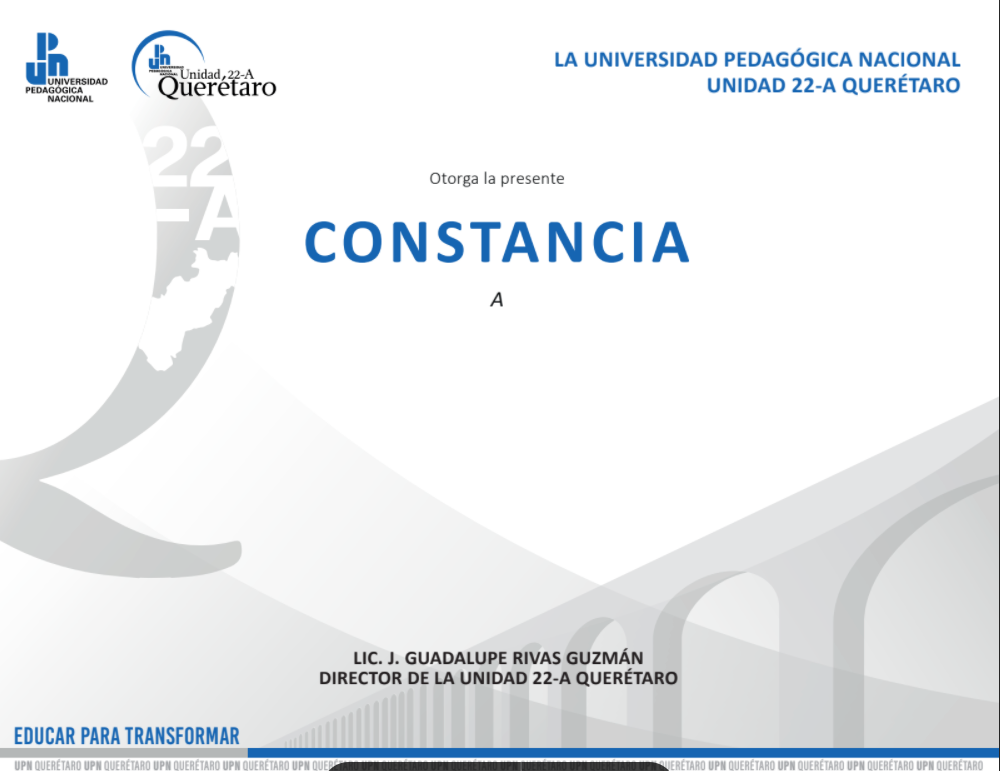 UNIVERSIDAD
PEDAGÓGICA
NACIONAL
UNIVERSIDAD
PEDAGÓGICA
NACIONAL
Unidad 22-A
Querétaro
LA UNIVERSIDAD PEDAGÓGICA NACIONAL
UNIDAD 22-A QUERÉTARO
22
-A
Otorga la presente
CONSTANCIA
A
LIC. J. GUADALUPE RIVAS GUZMÁN
DIRECTOR DE LA UNIDAD 22-A QUERÉTARO
EDUCAR PARA TRANSFORMAR
UPN QUERÉTARO UPN QUERÉTARO UPN QUERÉTARO UPN QUERÉTARO UPN QUERÉTARO UPN QUERÉTARO UPN QUERÉTARO UPN QUERÉTARO UPN QUERÉTARO UPN QUERÉTARO UPN QUERÉTARO UPN QUERÉTARO UPN QUERÉTARO UPN QUERÉTARO